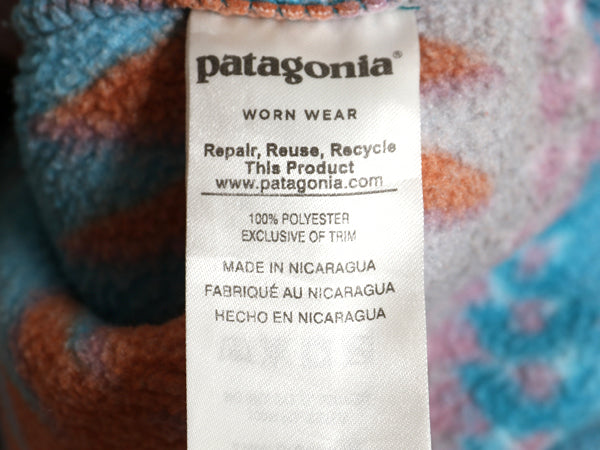 patagonia®
WORN WEAR
Repair, Reuse, Recycle
This Product
www.patagonia.com
100% POLYESTER
EXCLUSIVE OF TRIM
MADE IN NICARAGUA
FABRIQUÉ AU NICARAGUA
HECHO EN NICARAGUA